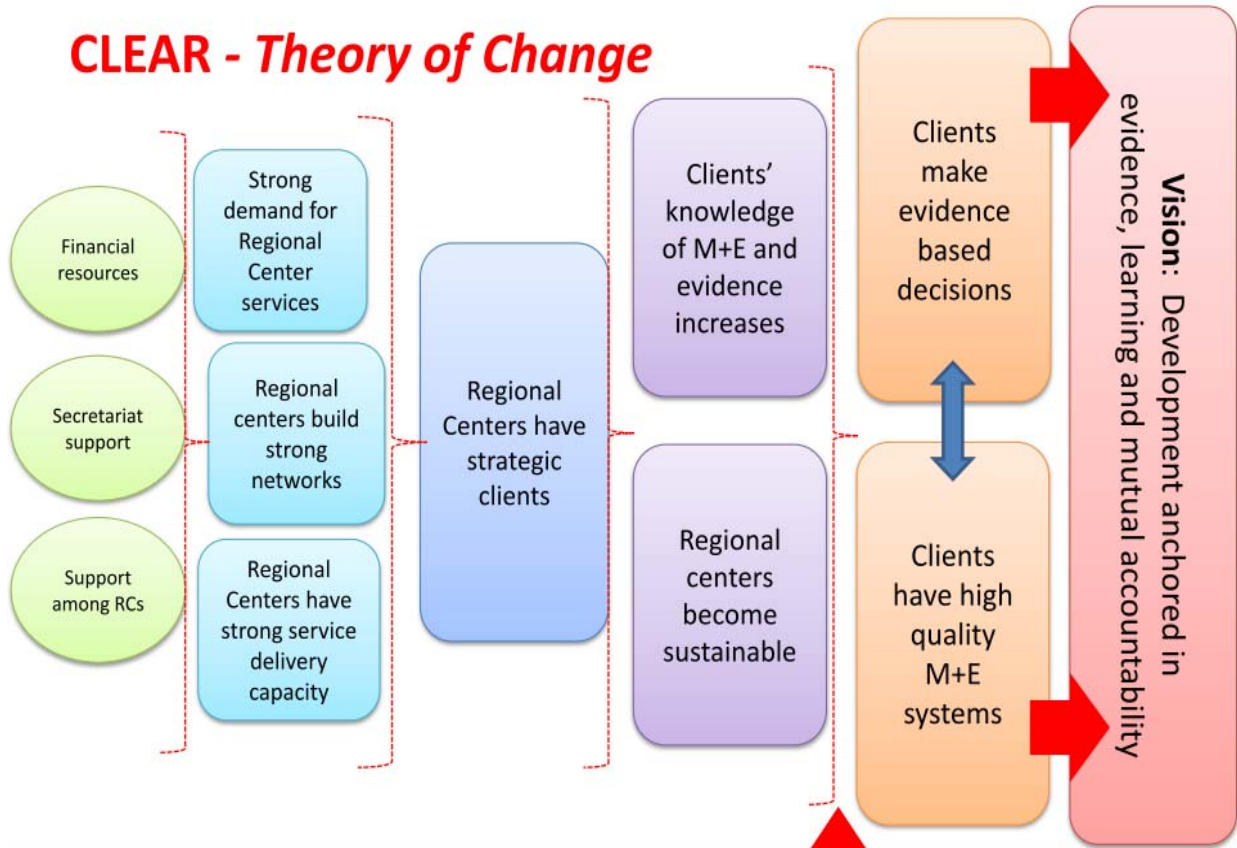 CLEAR - Theory of Change
Financial
resources
Secretariat
support
Support
among RCs
Strong
demand for
Regional
Center
services
Regional
centers build
strong
networks
Regional
Centers have
strong service
delivery
capacity
Regional
Centers have
strategic
clients
Clients’
knowledge
of M+E and
evidence
increases
Regional
centers
become
sustainable
Clients
make
evidence
based
decisions
Clients
have high
quality
M+E
systems
Vision: Development anchored in
evidence, learning and mutual accountability